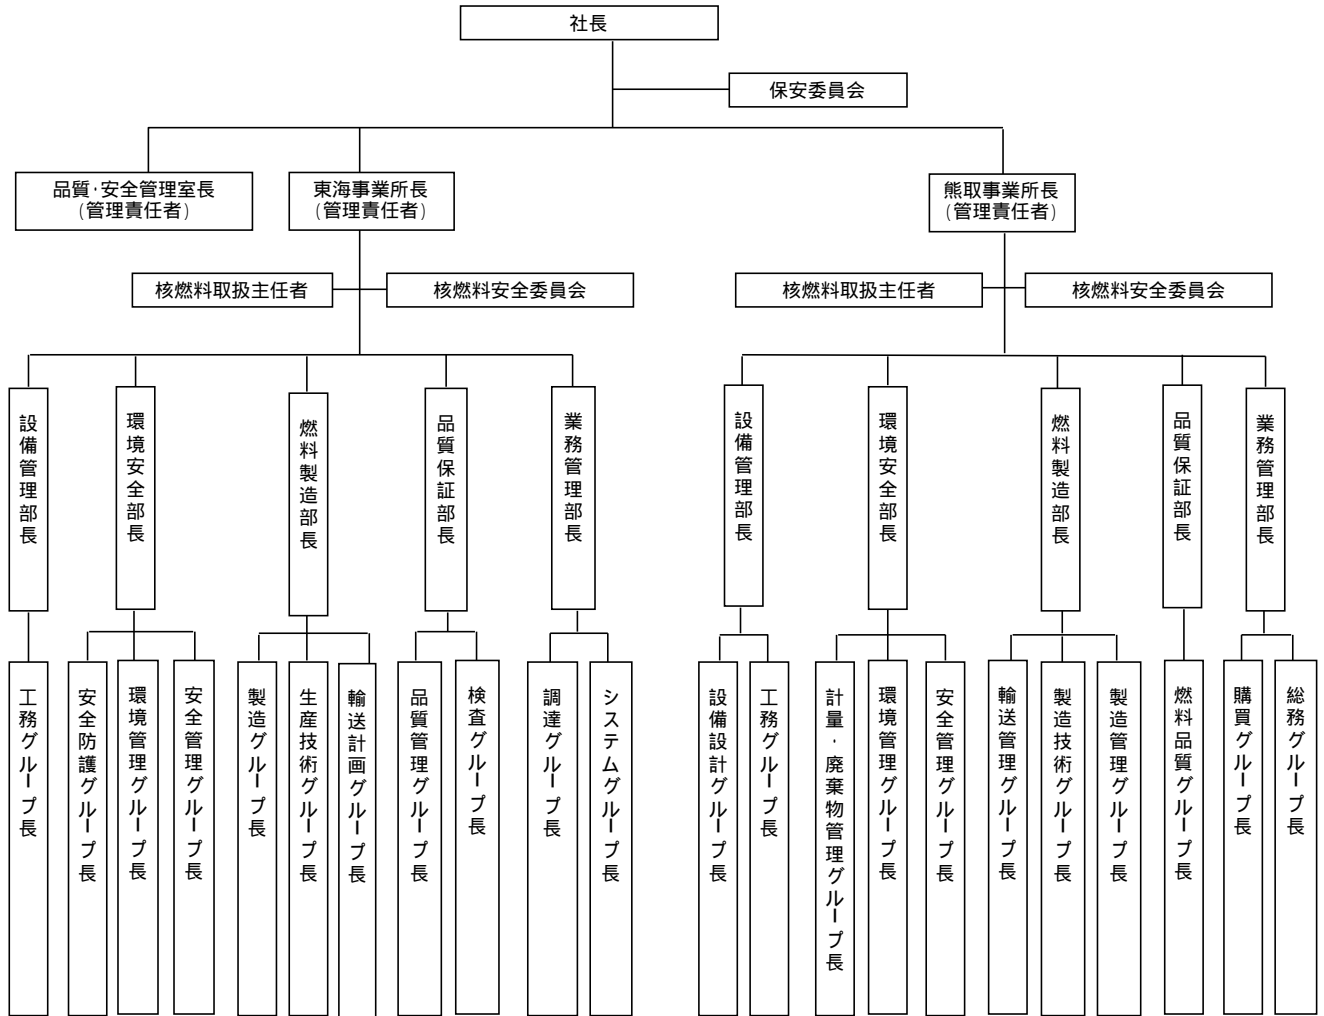 社長
保安委員会
品質･安全管理室長
(管理責任者)
東海事業所長
(管理責任者)
熊取事業所長
(管理責任者)
核燃料取扱主任者
核燃料安全委員会
核燃料取扱主任者
核燃料安全委員会
設備管理部長
環境安全部長
燃料製造部長
品質保証部長
業務管理部長
設備管理部長
環境安全部長
燃料製造部長
品質保証部長
業務管理部長
工務グループ長
安全防護グループ長
環境管理グループ長
安全管理グループ長
製造グループ長
生産技術グループ長
輸送計画グループ長
品質管理グループ長
検査グループ長
調達グループ長
システムグループ長
設備設計グループ長
工務グループ長
計量･廃棄物管理グループ長
環境管理グループ長
安全管理グループ長
輸送管理グループ長
製造技術グループ長
製造管理グループ長
燃料品質グループ長
購買グループ長
総務グループ長